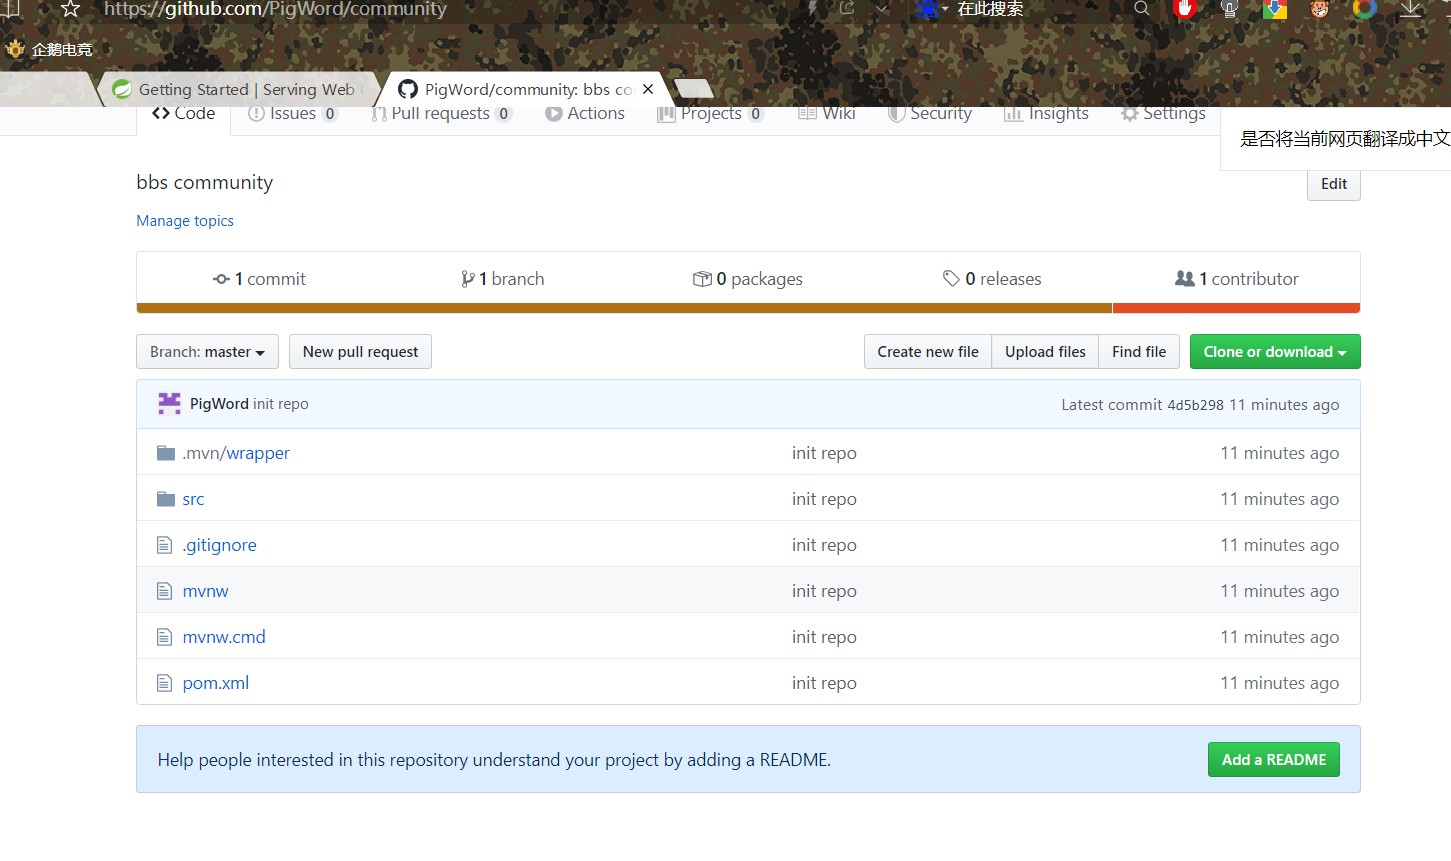 https://github.com/PigWord/community
在此搜索
企鹅电竞
Getting Started | Serving Web
PigWord/community: bbs co
Code Issues 0 Pull requests 0 Actions Projects 0 Wiki Security Insights Settings
是否将当前网页翻译成中文
bbs community
Edit
Manage topics
1 commit 1 branch 0 packages 0 releases 1 contributor
Branch: master New pull request Create new file Upload files Find file Clone or download
PigWord init repo Latest commit 4d5b298 11 minutes ago
.mvn/wrapper init repo 11 minutes ago
src init repo 11 minutes ago
.gitignore init repo 11 minutes ago
mvnw init repo 11 minutes ago
mvnw.cmd init repo 11 minutes ago
pom.xml init repo 11 minutes ago
Help people interested in this repository understand your project by adding a README. Add a README